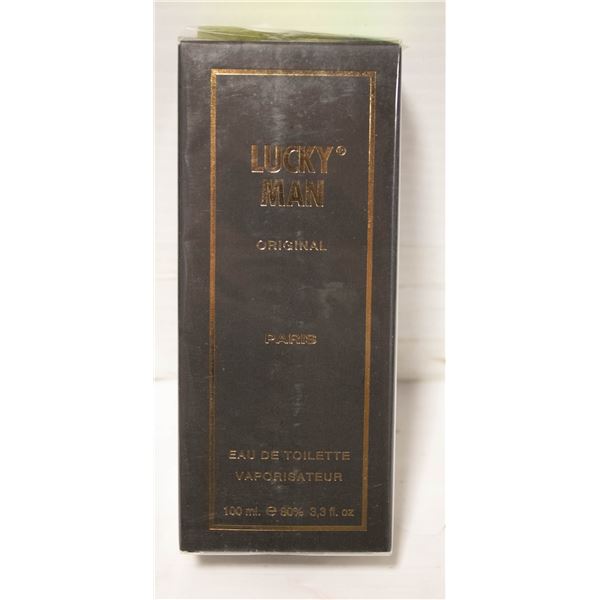 LUCKY®
MAN
ORIGINAL
PARIS
EAU DE TOILETTE
VAPORISATEUR
100 ml. ℮ 80% 3,3 fl. oz